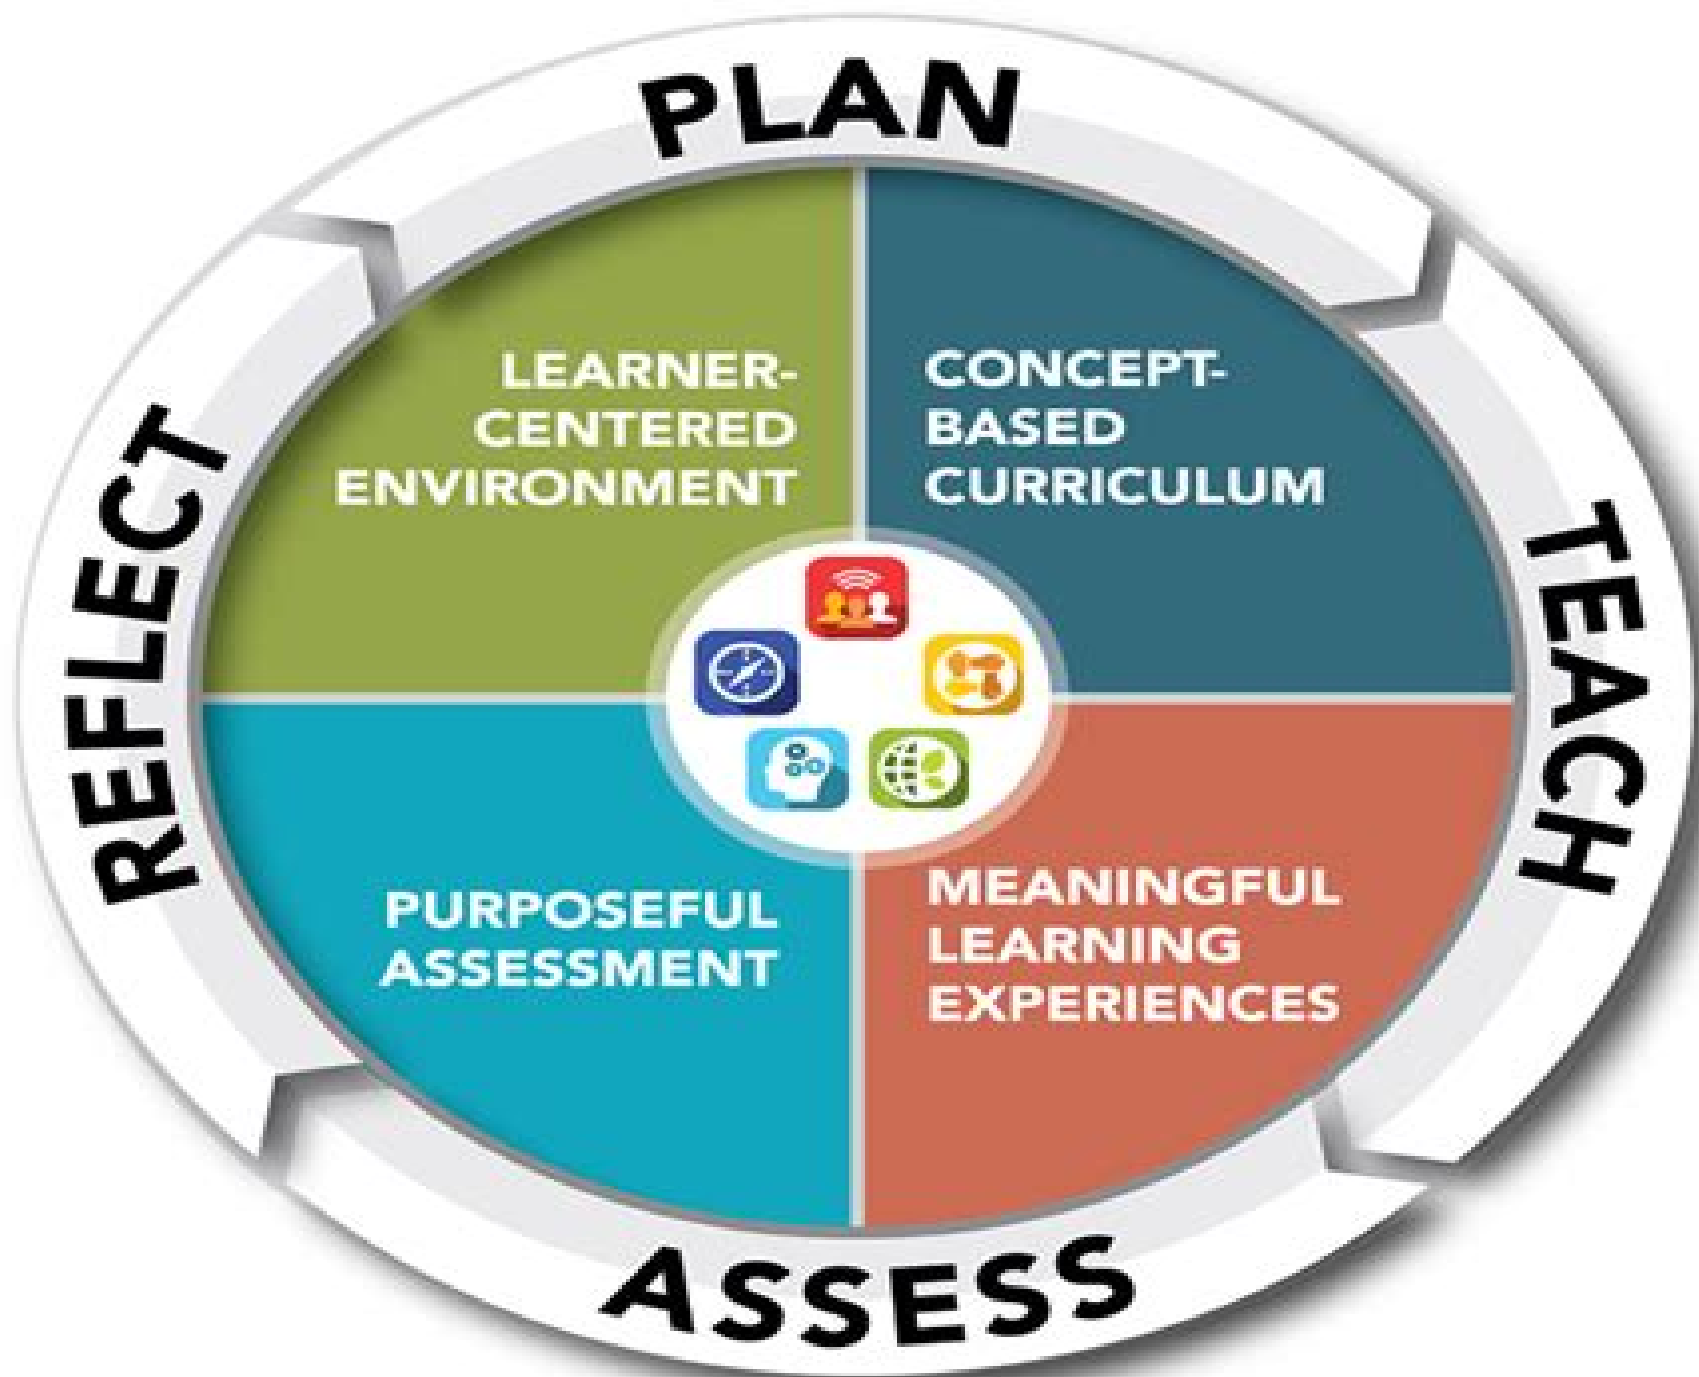 PLAN
LEARNER-
CENTERED
ENVIRONMENT
CONCEPT-
BASED
CURRICULUM
REFLECT
TEACH
PURPOSEFUL
ASSESSMENT
MEANINGFUL
LEARNING
EXPERIENCES
ASSESS